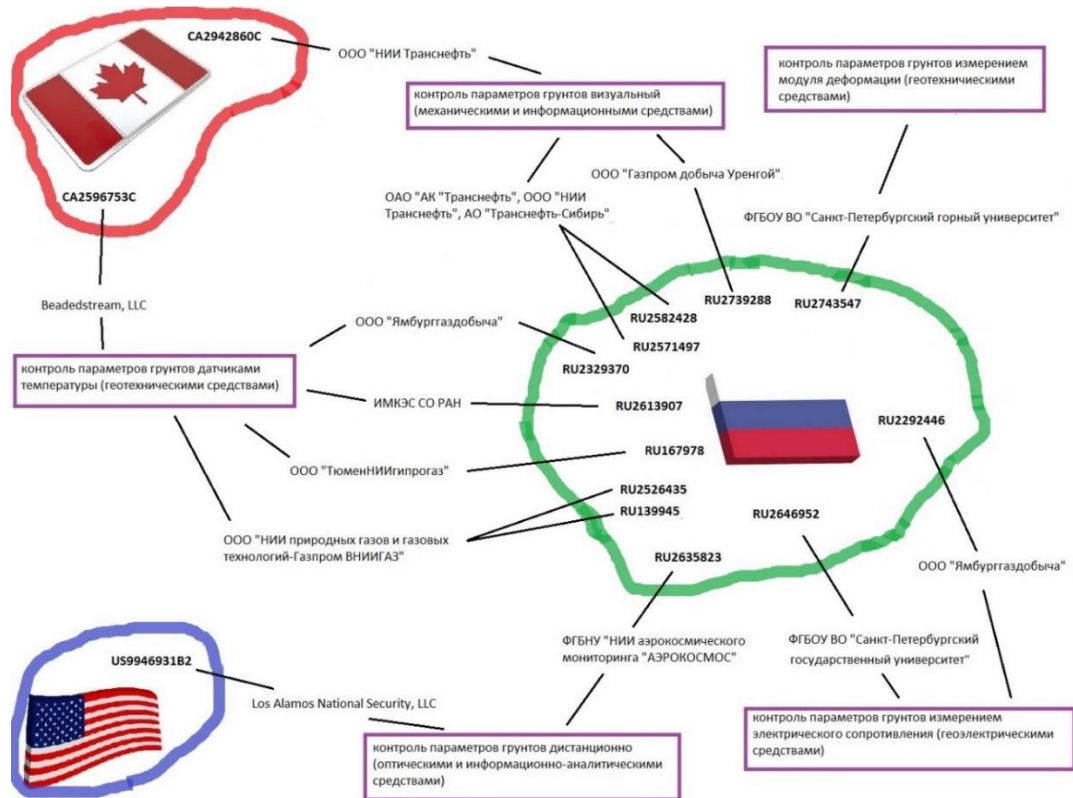 CA2942860C
ООО "НИИ Транснефть"
контроль параметров грунтов визуальный
(механическими и информационными средствами)
контроль параметров грунтов измерением
модуля деформации (геотехничиескими
средствами)
ООО "Газпром добыча Уренгой"
ОАО "АК "Транснефть", ООО "НИИ
Транснефть", АО "Транснефть-Сибирь"
ФГБОУ ВО "Санкт-Петербургский горный университет"
CA2596753C
Beadedstream, LLC
RU2739288
RU2743547
RU2582428
ООО "Ямбурггаздобыча"
RU2571497
RU2329370
контроль параметров грунтов датчиками
температуры (геотехническими средствами)
ИМКЭС СО РАН
RU2613907
RU2292446
RU167978
ООО "ТюменНИИгипрогаз"
RU2526435
RU139945
RU2646952
ООО "НИИ природных газов и газовых
технологий-Газпром ВНИИГАЗ"
RU2635823
ООО "Ямбурггаздобыча"
ФГБНУ "НИИ аэрокосмического
мониторинга "АЭРОКОСМОС"
ФГБОУ ВО "Санкт-Петербургский
государственный университет"
US9946931B2
Los Alamos National Security, LLC
контроль параметров грунтов дистанционно
(оптическими и информационно-аналитическими
средствами)
контроль параметров грунтов измерением
электрического сопротивления (геоэлектрическими
средствами)